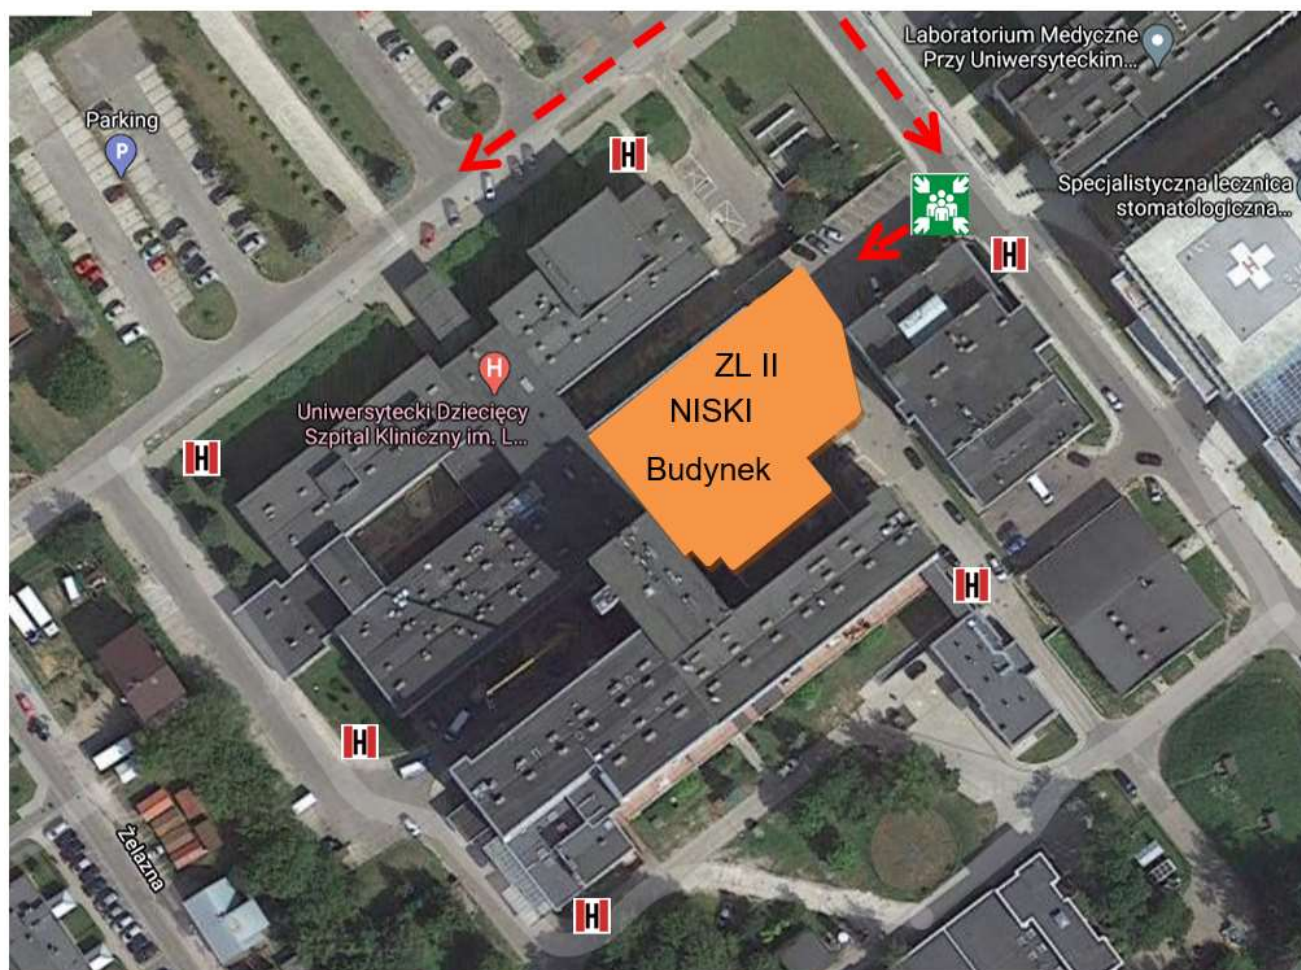 Laboratorium Medyczne
Przy Uniwersyteckim...
Parking
P
H
Specjalistyczna lecznica
stomatologiczna...
H
H
ZL II
NISKI
Budynek
H
Uniwersytecki Dziecięcy
Szpital Kliniczny im. L...
H
H
H
Żelazna
H